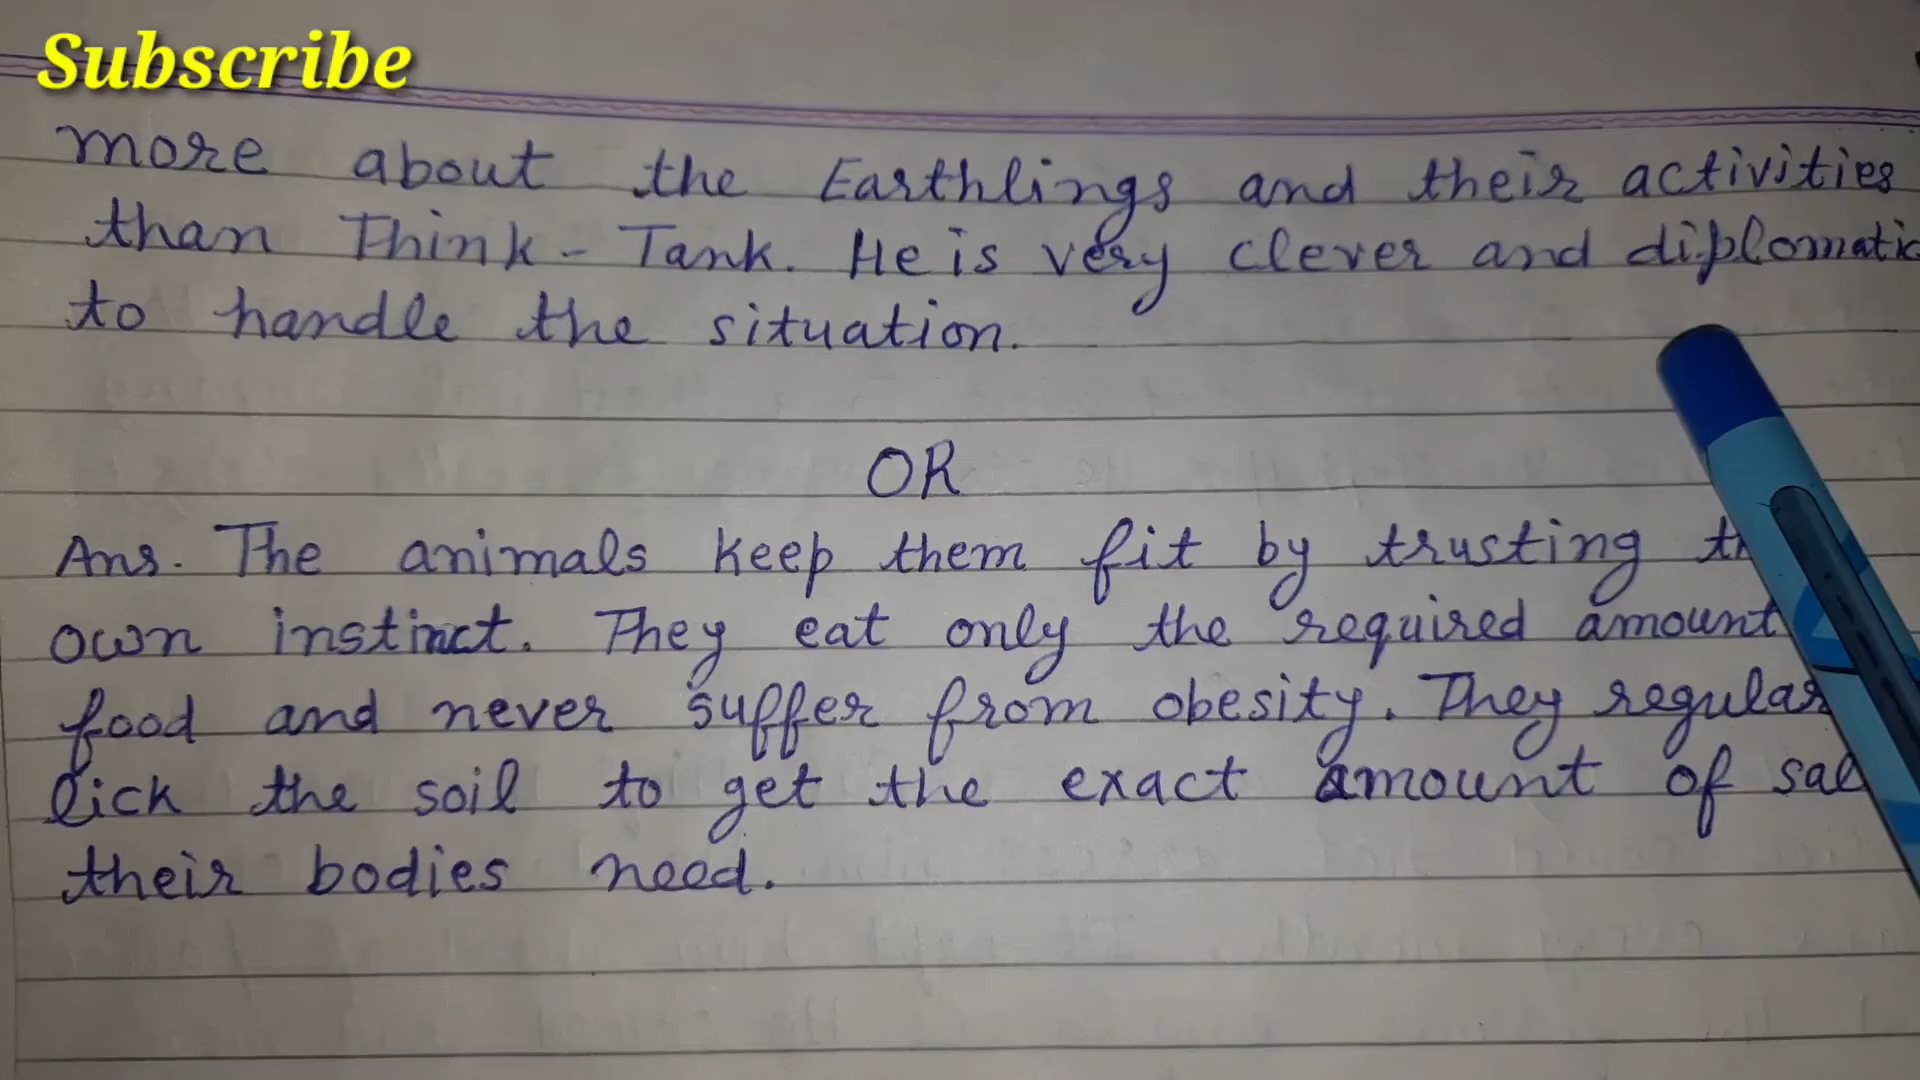 Subscribe
more about the Earthlings and their activities
than Think-Tank. He is very clever and diplomatic
to handle the situation.
OR
Ans. The animals keep them fit by trusting
own instinct. They eat only the required amount
food and never suffer from obesity. They
lick the soil to get the exact amount of
their bodies need.